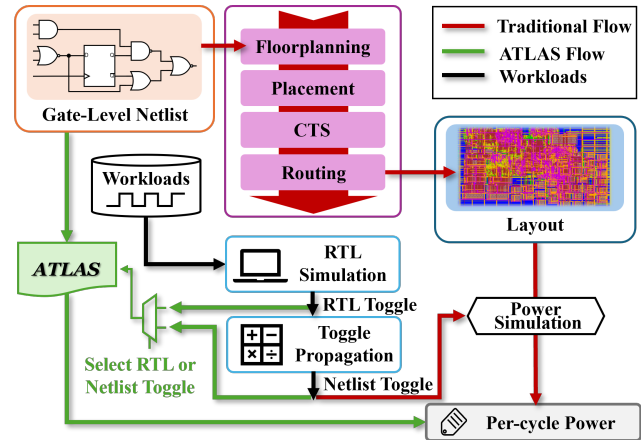 Traditional Flow
ATLAS Flow
Workloads
Gate-Level Netlist
Floorplanning
Placement
CTS
Routing
Layout
Workloads
ATLAS
RTL
Simulation
RTL Toggle
Toggle
Propagation
+ −
× ÷
Netlist Toggle
Select RTL or
Netlist Toggle
Power
Simulation
Per-cycle Power